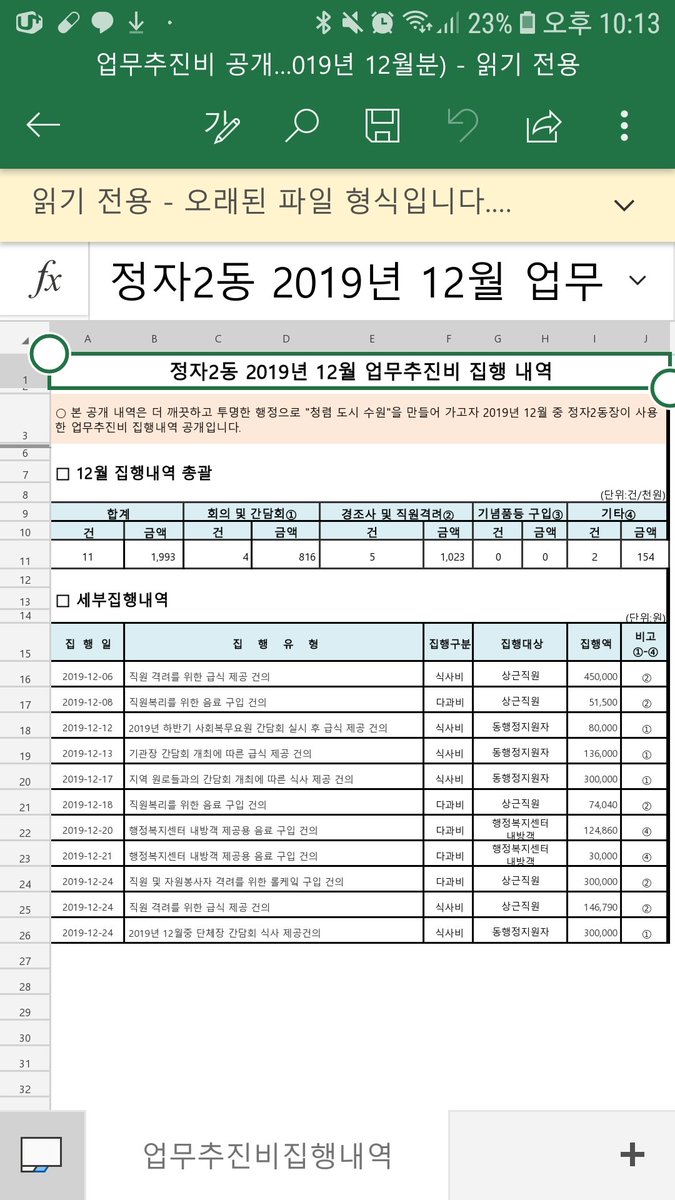 23% 오후 10:13
업무추진비 공개...019년 12월분) - 읽기 전용
가
읽기 전용 - 오래된 파일 형식입니다....
fx 정자2동 2019년 12월 업무
A B C D E F G H I J
1 정자2동 2019년 12월 업무추진비 집행 내역
3 ○ 본 공개 내역은 더 깨끗하고 투명한 행정으로 "청렴 도시 수원"을 만들어 가고자 2019년 12월 중 정자2동장이 사용
한 업무추진비 집행내역 공개입니다.
6
7 □ 12월 집행내역 총괄
8 (단위:건/천원)
9 합계 회의 및 간담회① 경조사 및 직원격려② 기념품등 구입③ 기타④
10 건 금액 건 금액 건 금액 건 금액 건 금액
11 11 1,993 4 816 5 1,023 0 0 2 154
12
13 □ 세부집행내역
14 (단위:원)
15 집 행 일 집 행 유 형 집행구분 집행대상 집행액 비고
①-④
16 2019-12-06 직원 격려를 위한 급식 제공 건의 식사비 상근직원 450,000 ②
17 2019-12-08 직원복리를 위한 음료 구입 건의 다과비 상근직원 51,500 ②
18 2019-12-12 2019년 하반기 사회복무요원 간담회 실시 후 급식 제공 건의 식사비 동행정지원자 80,000 ①
19 2019-12-13 기관장 간담회 개최에 따른 급식 제공 건의 식사비 동행정지원자 136,000 ①
20 2019-12-17 지역 원로들과의 간담회 개최에 따른 식사 제공 건의 식사비 동행정지원자 300,000 ①
21 2019-12-18 직원복리를 위한 음료 구입 건의 다과비 상근직원 74,040 ②
22 2019-12-20 행정복지센터 내방객 제공용 음료 구입 건의 다과비 행정복지센터 내방객 124,860 ④
23 2019-12-21 행정복지센터 내방객 제공용 음료 구입 건의 다과비 행정복지센터 내방객 30,000 ④
24 2019-12-24 직원 및 자원봉사자 격려를 위한 롤케잌 구입 건의 다과비 상근직원 300,000 ②
25 2019-12-24 직원 격려를 위한 급식 제공 건의 식사비 상근직원 146,790 ②
26 2019-12-24 2019년 12월중 단체장 간담회 식사 제공건의 식사비 동행정지원자 300,000 ①
27
28
29
30
31
32
업무추진비집행내역